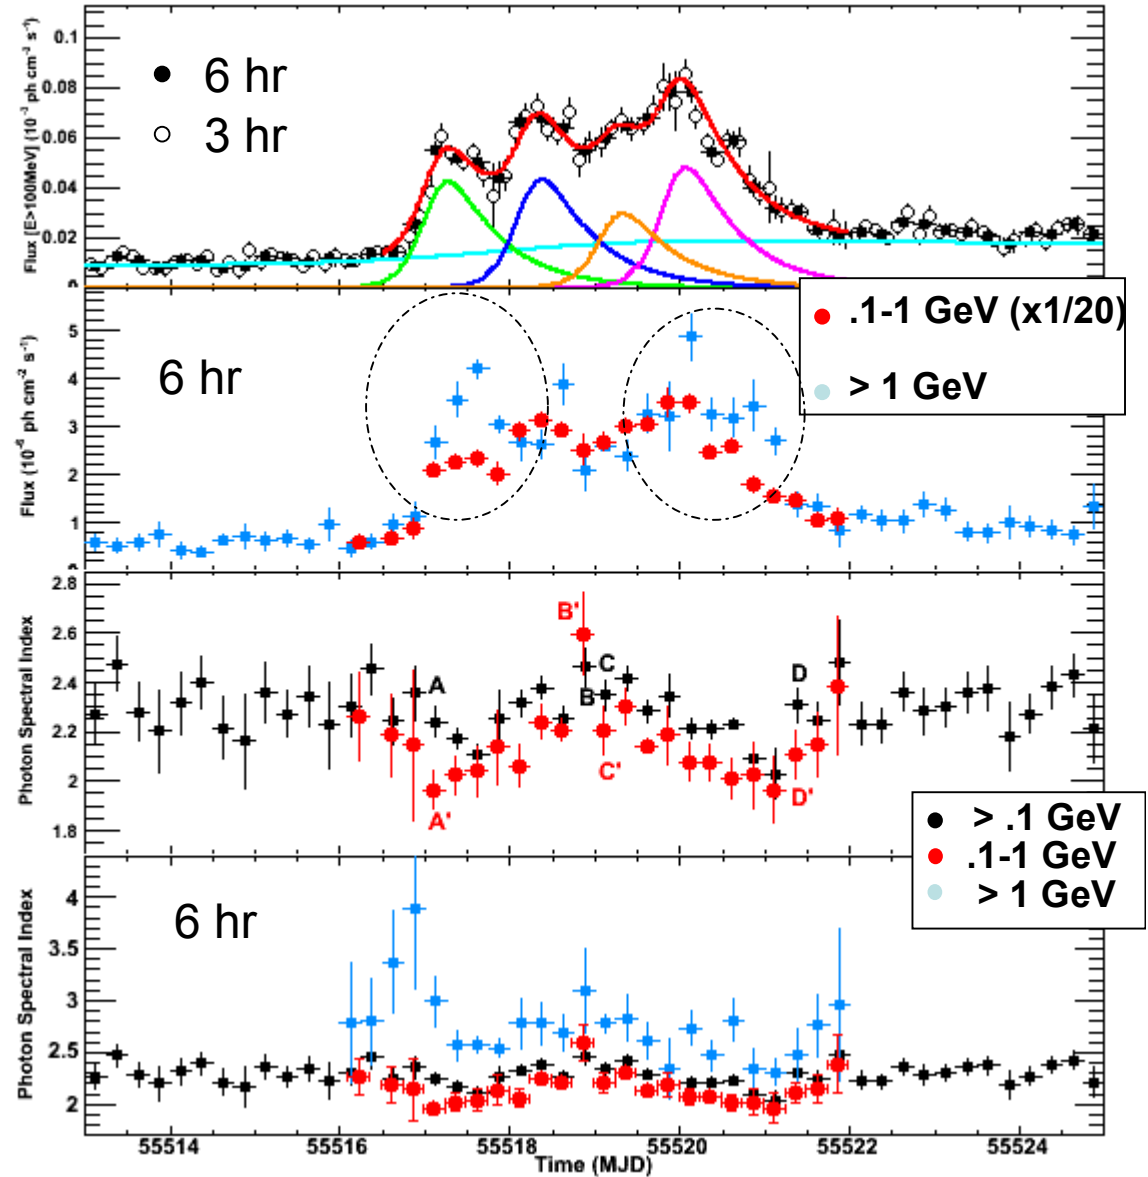 0.1
0.08
0.06
0.04
0.02
0
Flux [E>100MeV] (10⁻³ ph cm⁻² s⁻¹)
6 hr
3 hr
5
4
3
2
1
0
Flux (10⁻⁶ ph cm⁻² s⁻¹)
6 hr
.1-1 GeV (x1/20)
> 1 GeV
2.8
2.6
2.4
2.2
2
1.8
Photon Spectral Index
A
A'
B'
B
C
C'
D
D'
> .1 GeV
.1-1 GeV
> 1 GeV
4
3.5
3
2.5
2
Photon Spectral Index
6 hr
55514 55516 55518 55520 55522 55524
Time (MJD)